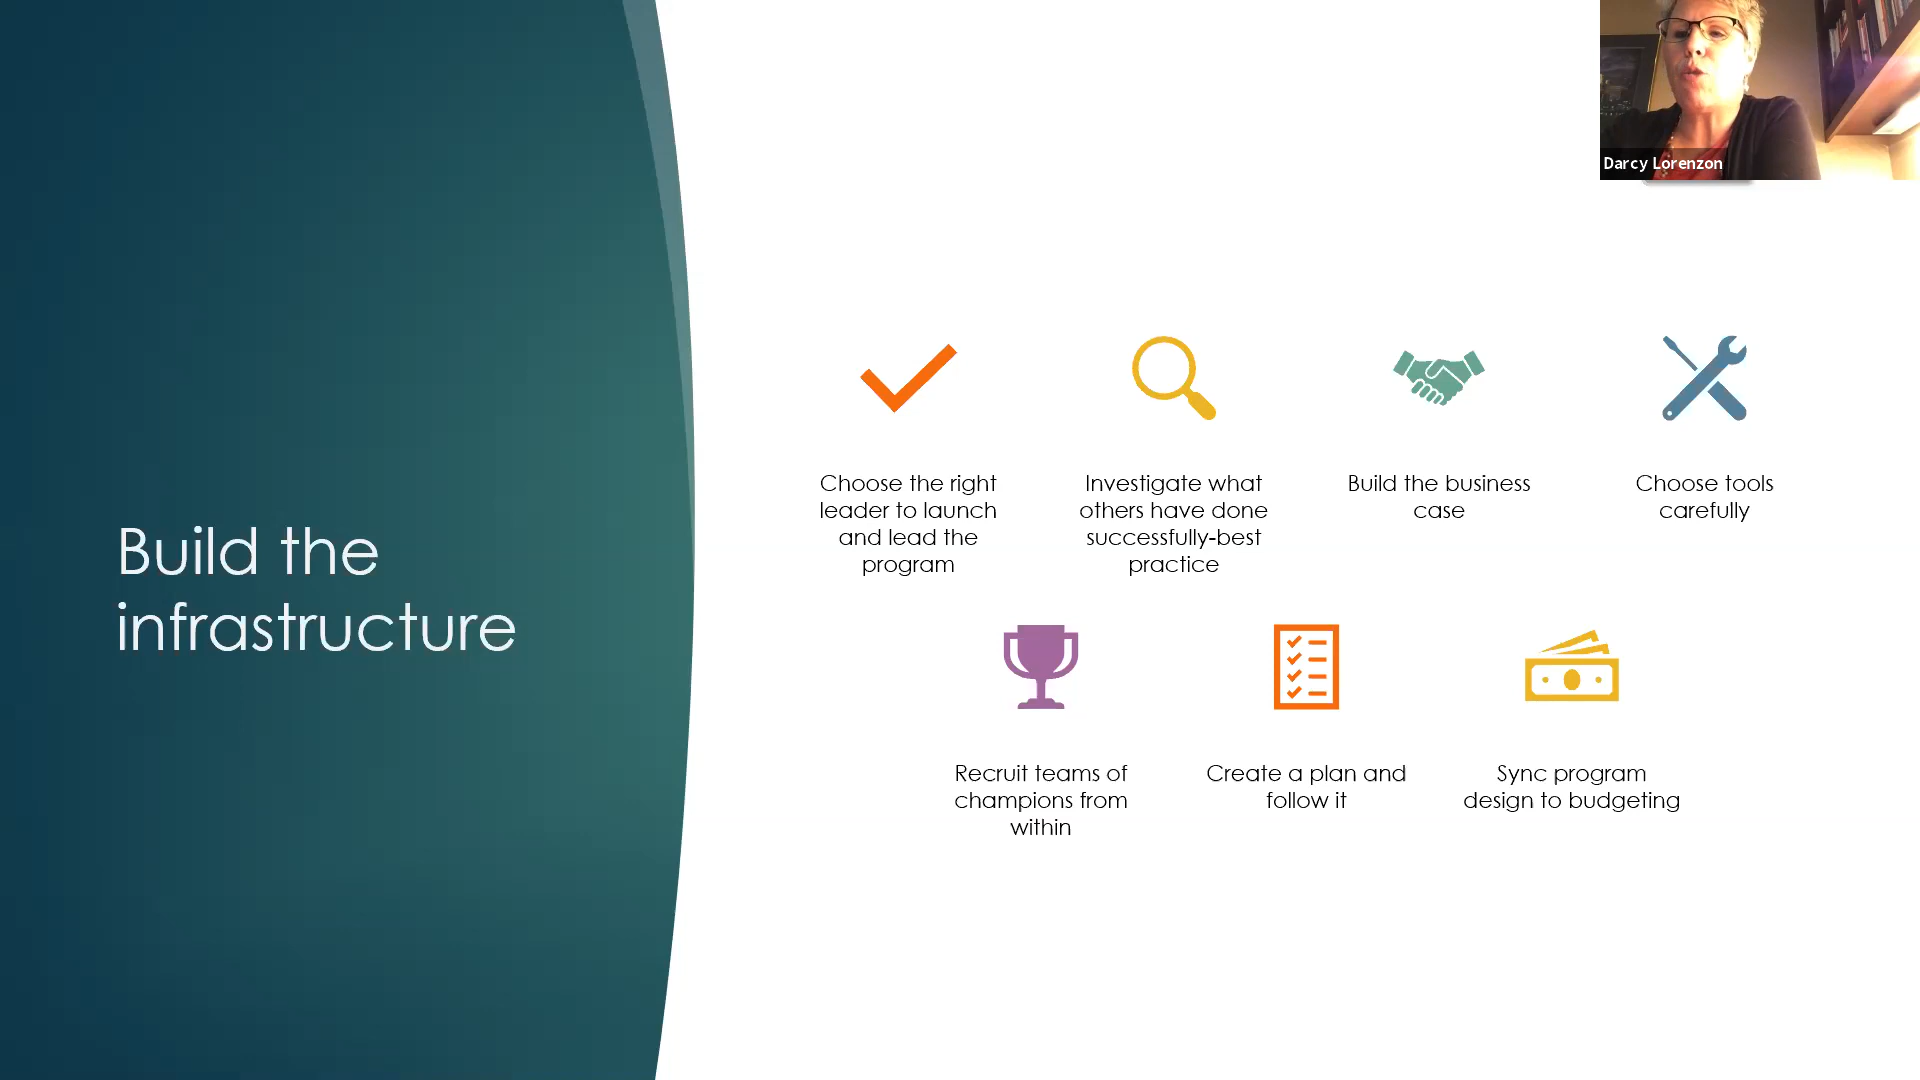 Darcy Lorenzon
Build the
infrastructure
Choose the right
leader to launch
and lead the
program
Investigate what
others have done
successfully-best
practice
Build the business
case
Choose tools
carefully
Recruit teams of
champions from
within
Create a plan and
follow it
Sync program
design to budgeting